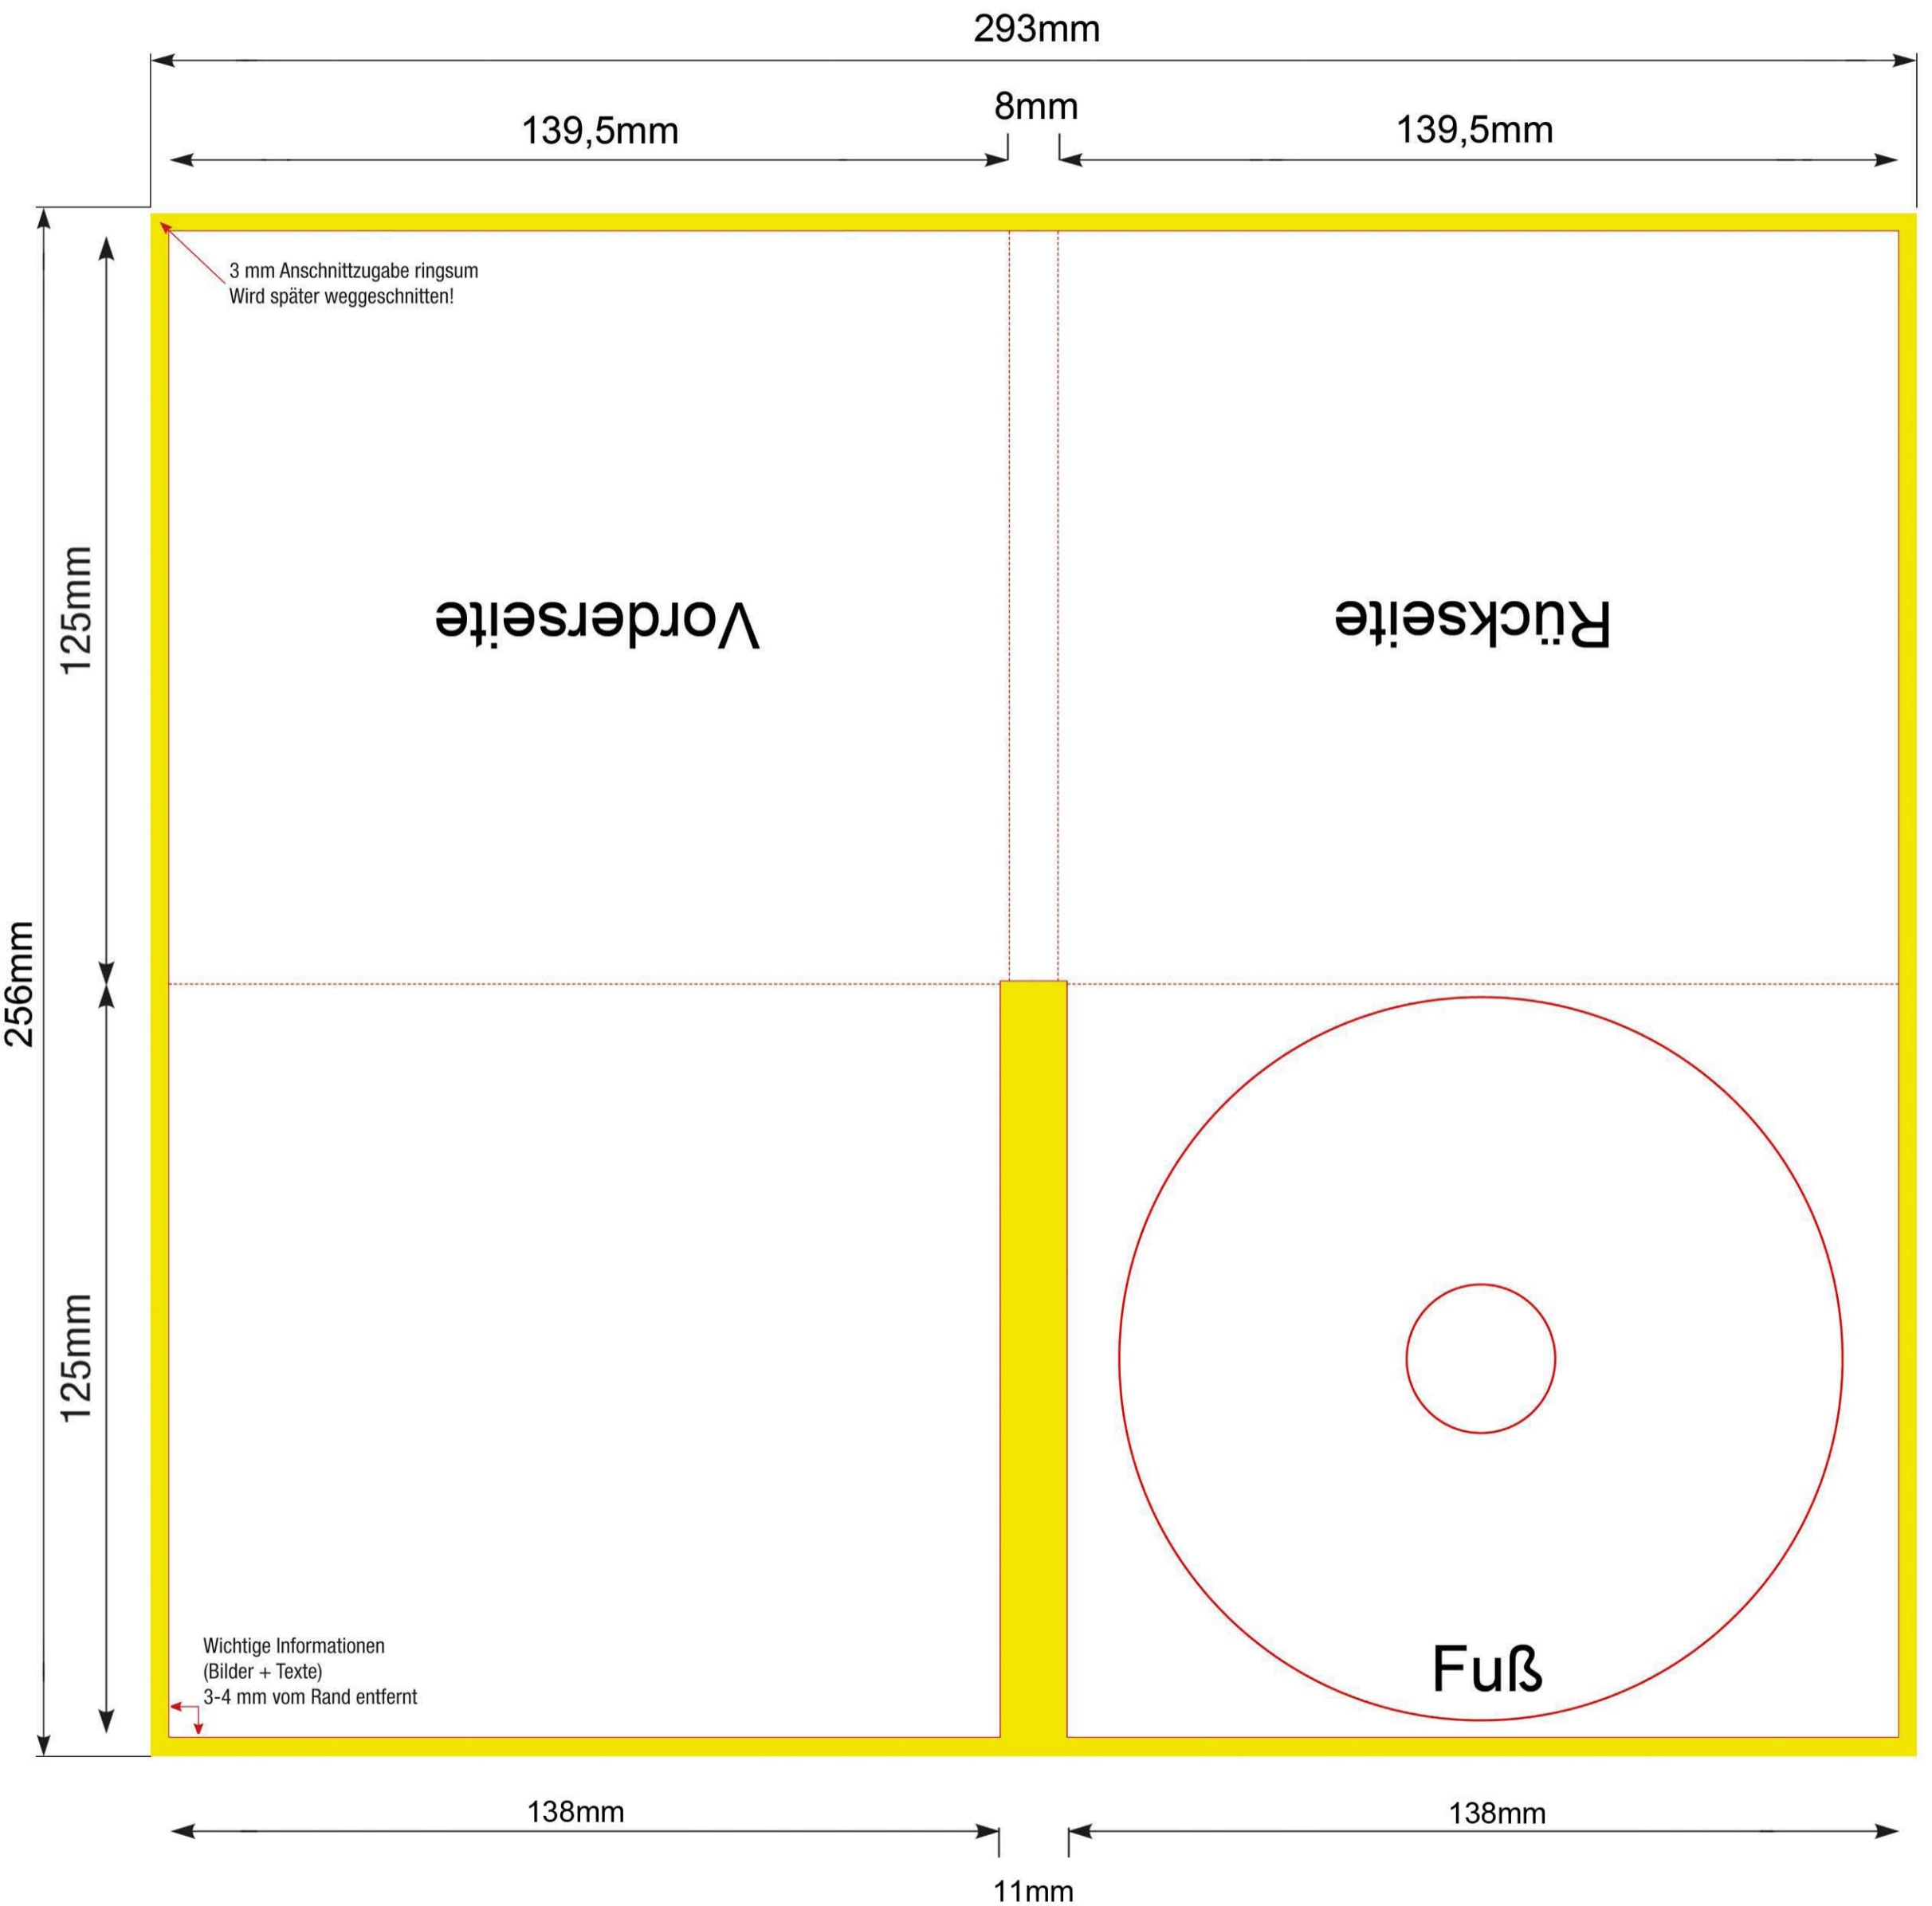 293mm
8mm
139,5mm
139,5mm
3 mm Anschnittzugabe ringsum
Wird später weggeschnitten!
125mm
Vorderseite
Rückseite
256mm
125mm
Wichtige Informationen
(Bilder + Texte)
3-4 mm vom Rand entfernt
Fuß
138mm
138mm
11mm